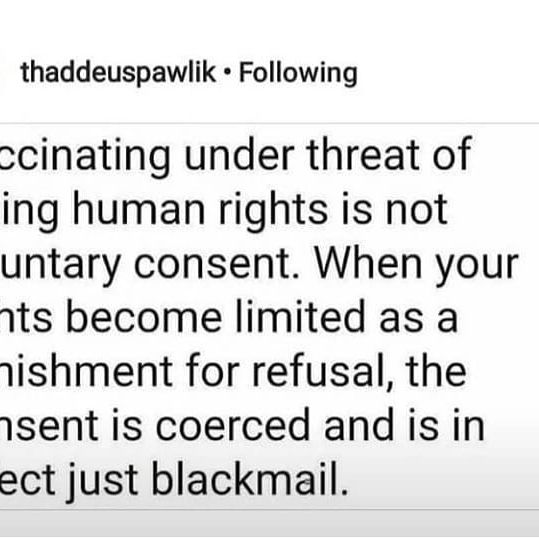 thaddeuspawlik • Following
ccinating under threat of
ing human rights is not
untary consent. When your
hts become limited as a
nishment for refusal, the
nsent is coerced and is in
ect just blackmail.